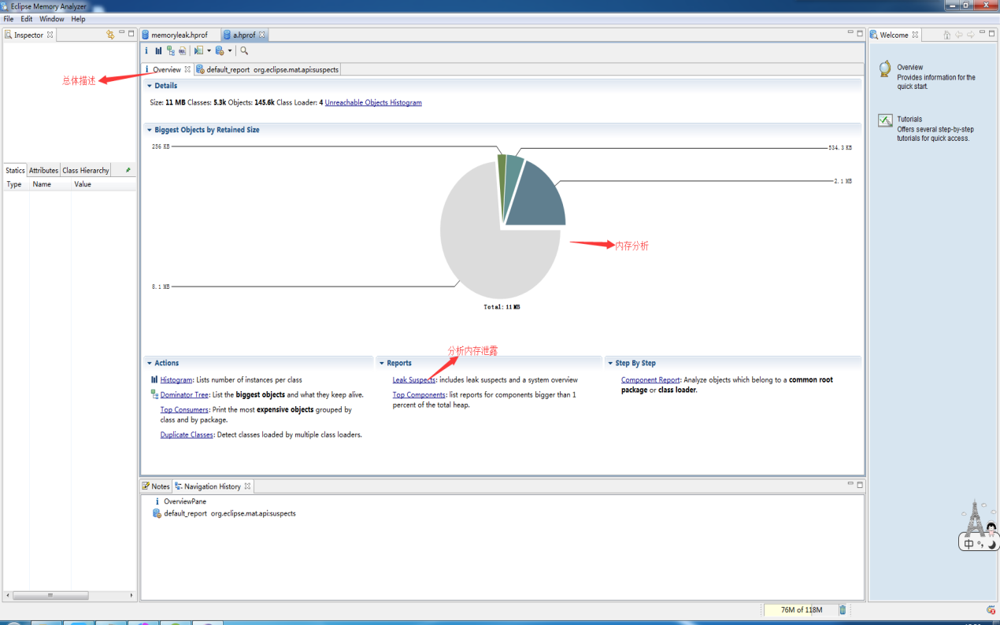 Eclipse Memory Analyzer
File Edit Window Help
Inspector
memoryleak.hprof
a.hprof
Welcome
Overview
default_report org.eclipse.mat.api:suspects
总体描述
Details
Size: 11 MB Classes: 5.3k Objects: 145.6k Class Loader: 4 Unreachable Objects Histogram
Biggest Objects by Retained Size
256 KB
534.3 KB
2.1 MB
内存分析
8.1 MB
Total: 11 MB
Statics
Attributes
Class Hierarchy
Type
Name
Value
分析内存泄露
Actions
Histogram: Lists number of instances per class
Dominator Tree: List the biggest objects and what they keep alive.
Top Consumers: Print the most expensive objects grouped by
class and by package.
Duplicate Classes: Detect classes loaded by multiple class loaders.
Reports
Leak Suspects: includes leak suspects and a system overview
Top Components: list reports for components bigger than 1
percent of the total heap.
Step By Step
Component Report: Analyze objects which belong to a common root
package or class loader.
Notes
Navigation History
OverviewPane
default_report org.eclipse.mat.api:suspects
Overview
Provides information for the
quick start.
Tutorials
Offers several step-by-step
tutorials for quick access.
中
76M of 118M